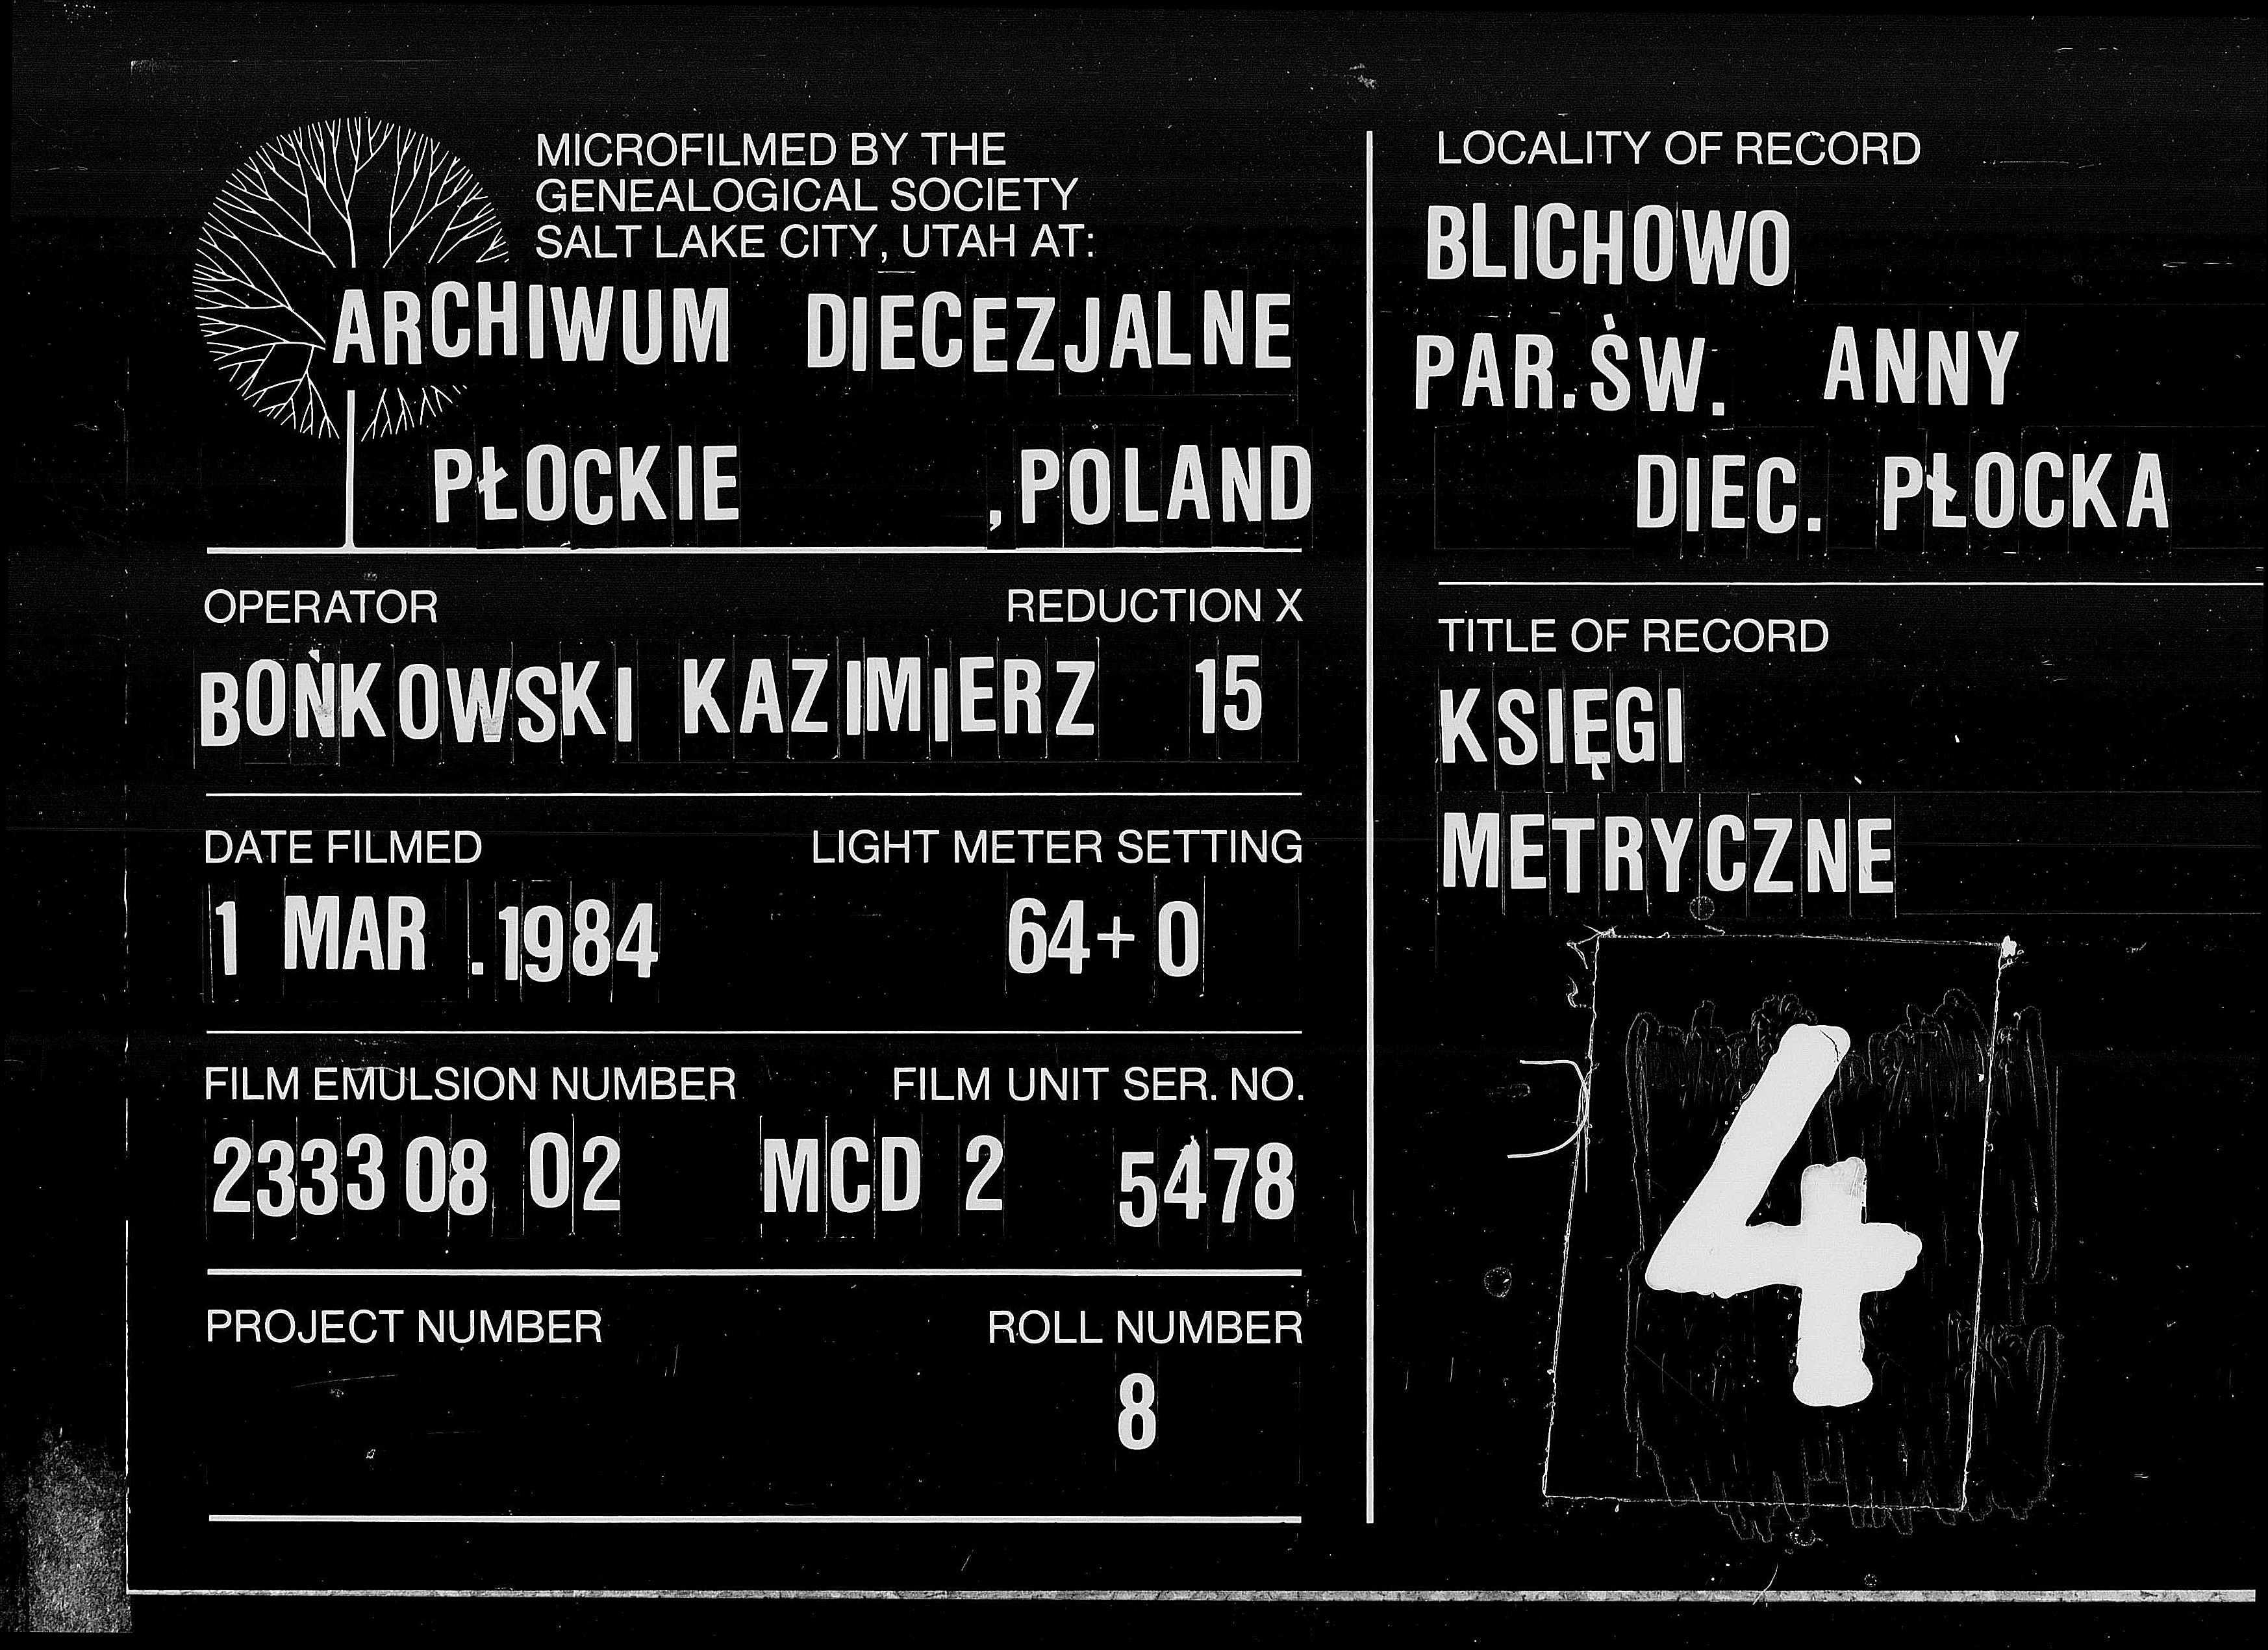 MICROFILMED BY THE
GENEALOGICAL SOCIETY
SALT LAKE CITY, UTAH AT:
ARCHIWUM DIECEZJALNE
PŁOCKIE , POLAND
OPERATOR REDUCTION X
BOŃKOWSKI KAZIMIERZ 15
DATE FILMED LIGHT METER SETTING
1 MAR .1984 64+ 0
FILM EMULSION NUMBER FILM UNIT SER. NO.
2333 08 02 MCD 2 5478
PROJECT NUMBER ROLL NUMBER
8
LOCALITY OF RECORD
BLICHOWO
PAR. ŚW. ANNY
DIEC. PŁOCKA
TITLE OF RECORD
KSIĘGI
METRYCZNE
4